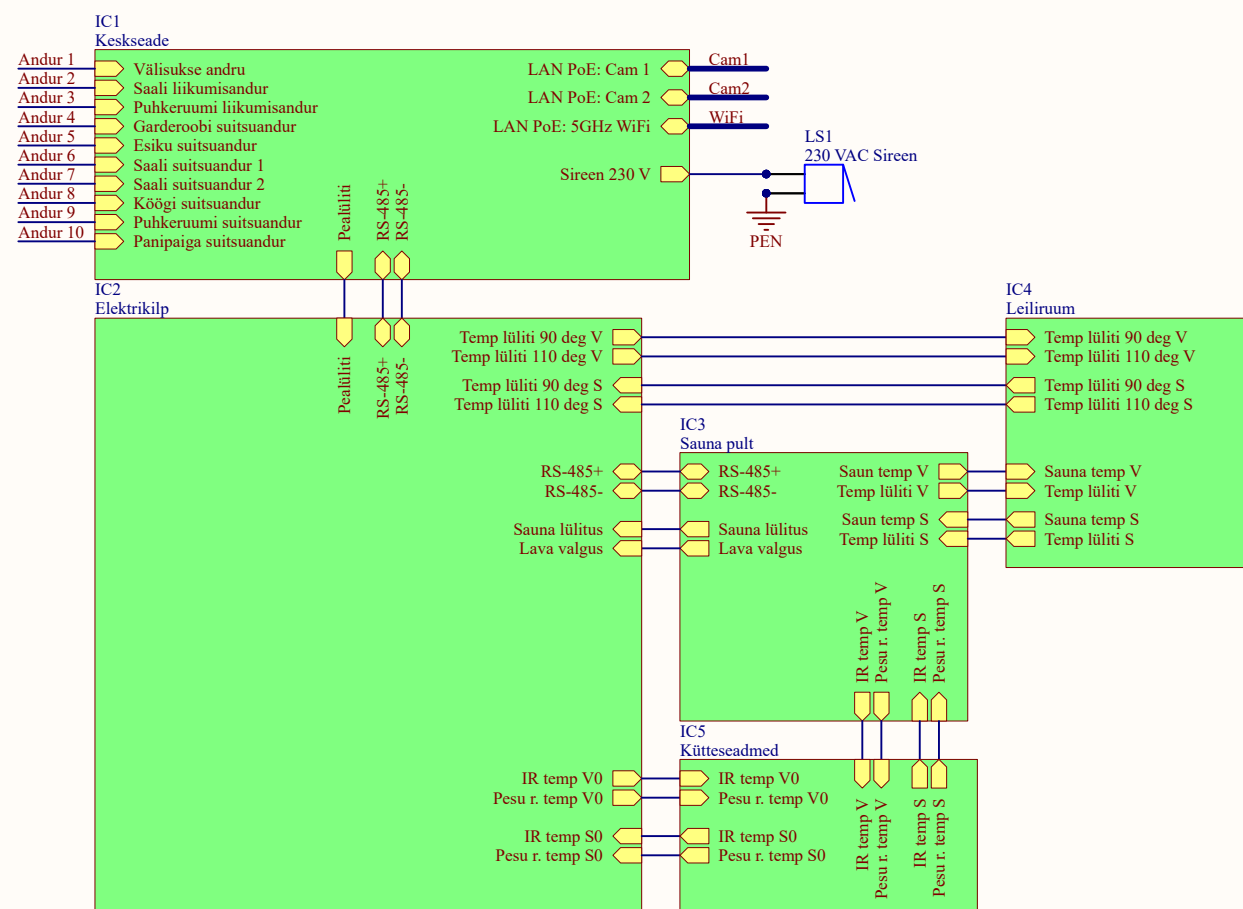 IC1
Keskseade
Andur 1
Andur 2
Andur 3
Andur 4
Andur 5
Andur 6
Andur 7
Andur 8
Andur 9
Andur 10
Välisukse andru
Saali liikumisandur
Puhkeruumi liikumisandur
Garderoobi suitsuandur
Esiku suitsuandur
Saali suitsuandur 1
Saali suitsuandur 2
Köögi suitsuandur
Puhkeruumi suitsuandur
Panipaiga suitsuandur
Pealüliti
RS-485+
RS-485-
LAN PoE: Cam 1
LAN PoE: Cam 2
LAN PoE: 5GHz WiFi
Sireen 230 V
Cam1
Cam2
WiFi
LS1
230 VAC Sireen
PEN
IC2
Elektrikilp
Pealüliti
RS-485+
RS-485-
Temp lüliti 90 deg V
Temp lüliti 110 deg V
Temp lüliti 90 deg S
Temp lüliti 110 deg S
RS-485+
RS-485-
Sauna lülitus
Lava valgus
IR temp V0
Pesu r. temp V0
IR temp S0
Pesu r. temp S0
IC4
Leiliruum
Temp lüliti 90 deg V
Temp lüliti 110 deg V
Temp lüliti 90 deg S
Temp lüliti 110 deg S
Sauna temp V
Temp lüliti V
Sauna temp S
Temp lüliti S
IC3
Sauna pult
RS-485+
RS-485-
Sauna lülitus
Lava valgus
Saun temp V
Temp lüliti V
Saun temp S
Temp lüliti S
IR temp V
Pesu r. temp V
IR temp S
Pesu r. temp S
IC5
Kütteseadmed
IR temp V0
Pesu r. temp V0
IR temp S0
Pesu r. temp S0
IR temp V
Pesu r. temp V
IR temp S
Pesu r. temp S